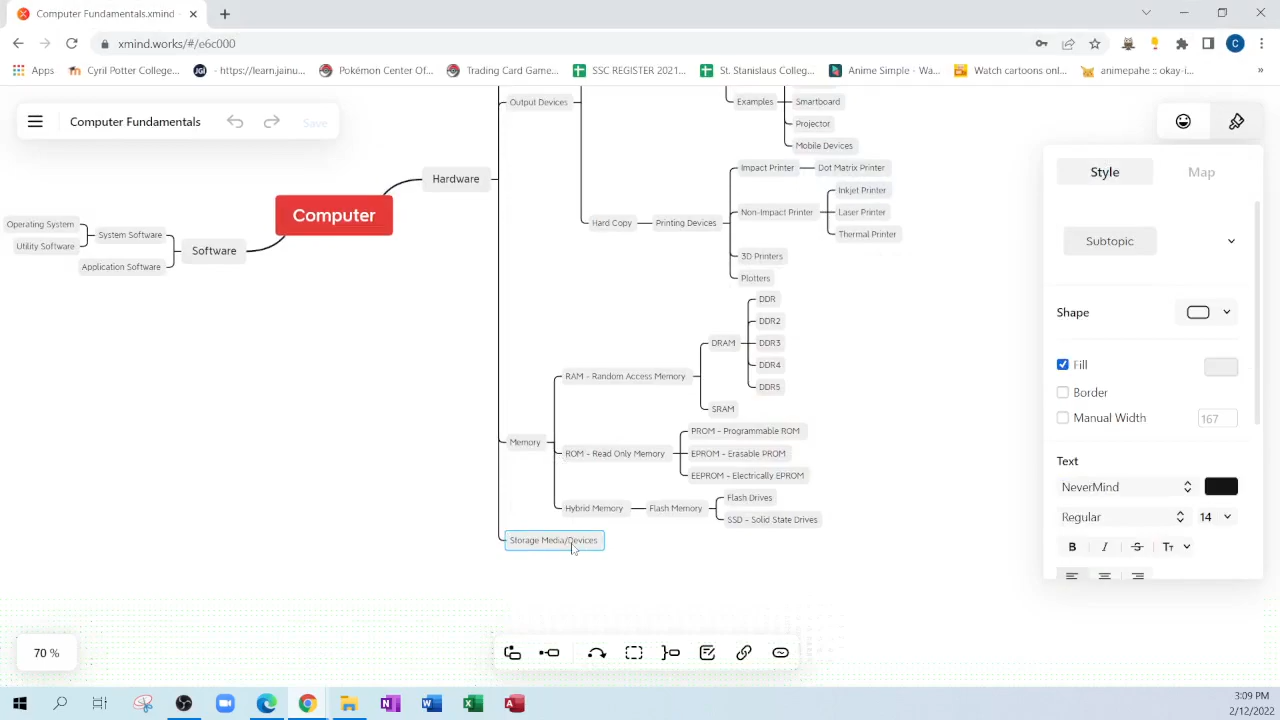 Computer Fundamentals.xmind -
xmind.works/#/e6c000
Apps
Cyril Potter College...
- https://learn.jainu...
Pokémon Center Of...
Trading Card Game...
SSC REGISTER 2021...
St. Stanislaus Colleg...
Anime Simple - Wa...
Watch cartoons onl...
animepahe :: okay-i...
»
C
Computer Fundamentals
Save
Output Devices
Examples
Smartboard
Projector
Mobile Devices
Hardware
Computer
Software
System Software
Operating System
Utility Software
Application Software
Hard Copy
Printing Devices
Impact Printer
Dot Matrix Printer
Non-Impact Printer
Inkjet Printer
Laser Printer
Thermal Printer
3D Printers
Plotters
Memory
RAM - Random Access Memory
DRAM
DDR
DDR2
DDR3
DDR4
DDR5
SRAM
ROM - Read Only Memory
PROM - Programmable ROM
EPROM - Erasable PROM
EEPROM - Electrically EPROM
Hybrid Memory
Flash Memory
Flash Drives
SSD - Solid State Drives
Storage Media/Devices
Style
Map
Subtopic
Shape
Fill
Border
Manual Width
167
Text
NeverMind
Regular
14
B I S Tт
70 %
3:09 PM
2/12/2022